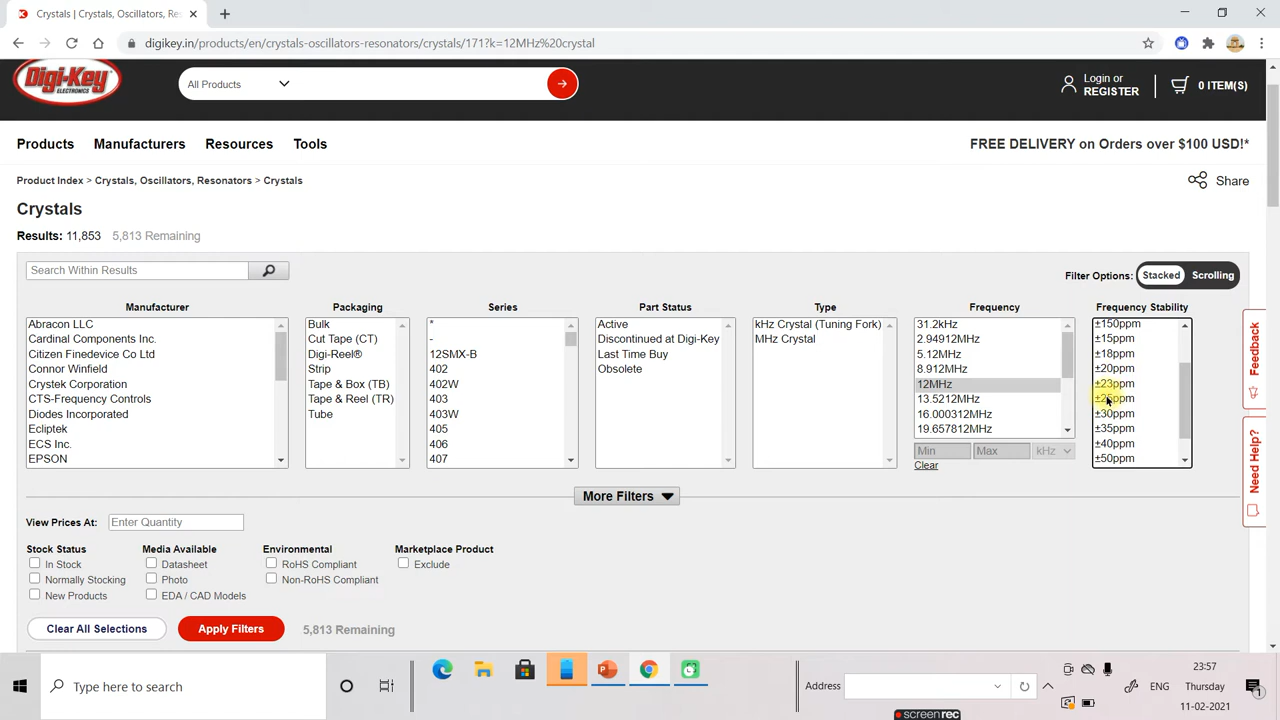 Crystals | Crystals, Oscillators, Re
digikey.in/products/en/crystals-oscillators-resonators/crystals/171?k=12MHz%20crystal
Digi-Key
ELECTRONICS
All Products
Login or
REGISTER
0 ITEM(S)
Products
Manufacturers
Resources
Tools
FREE DELIVERY on Orders over $100 USD!*
Product Index > Crystals, Oscillators, Resonators > Crystals
Share
Crystals
Results: 11,853 5,813 Remaining
Search Within Results
Filter Options: Stacked Scrolling
Manufacturer
Abracon LLC
Cardinal Components Inc.
Citizen Finedevice Co Ltd
Connor Winfield
Crystek Corporation
CTS-Frequency Controls
Diodes Incorporated
Ecliptek
ECS Inc.
EPSON
Packaging
Bulk
Cut Tape (CT)
Digi-Reel®
Strip
Tape & Box (TB)
Tape & Reel (TR)
Tube
Series
*
-
12SMX-B
402
402W
403
403W
405
406
407
Part Status
Active
Discontinued at Digi-Key
Last Time Buy
Obsolete
Type
kHz Crystal (Tuning Fork)
MHz Crystal
Frequency
31.2kHz
2.94912MHz
5.12MHz
8.912MHz
12MHz
13.5212MHz
16.000312MHz
19.657812MHz
Min
Max
kHz
Clear
Frequency Stability
±150ppm
±15ppm
±18ppm
±20ppm
±23ppm
±30ppm
±35ppm
±40ppm
±50ppm
Feedback
Need Help?
More Filters
View Prices At: Enter Quantity
Stock Status
In Stock
Normally Stocking
New Products
Media Available
Datasheet
Photo
EDA / CAD Models
Environmental
RoHS Compliant
Non-RoHS Compliant
Marketplace Product
Exclude
Clear All Selections
Apply Filters
5,813 Remaining
Type here to search
Address
ENG
23:57
Thursday
11-02-2021
1
screenrec